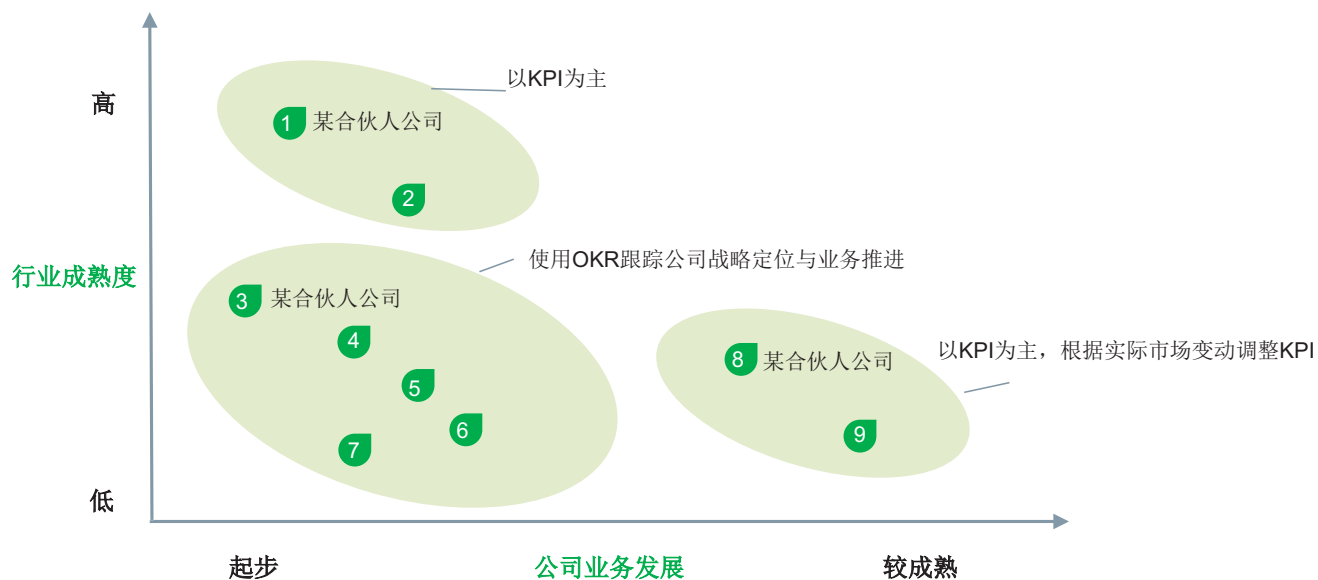 以KPI为主
高
1 某合伙人公司
2
使用OKR跟踪公司战略定位与业务推进
行业成熟度
3 某合伙人公司
4
以KPI为主，根据实际市场变动调整KPI
8 某合伙人公司
5
6
9
7
低
起步 公司业务发展 较成熟